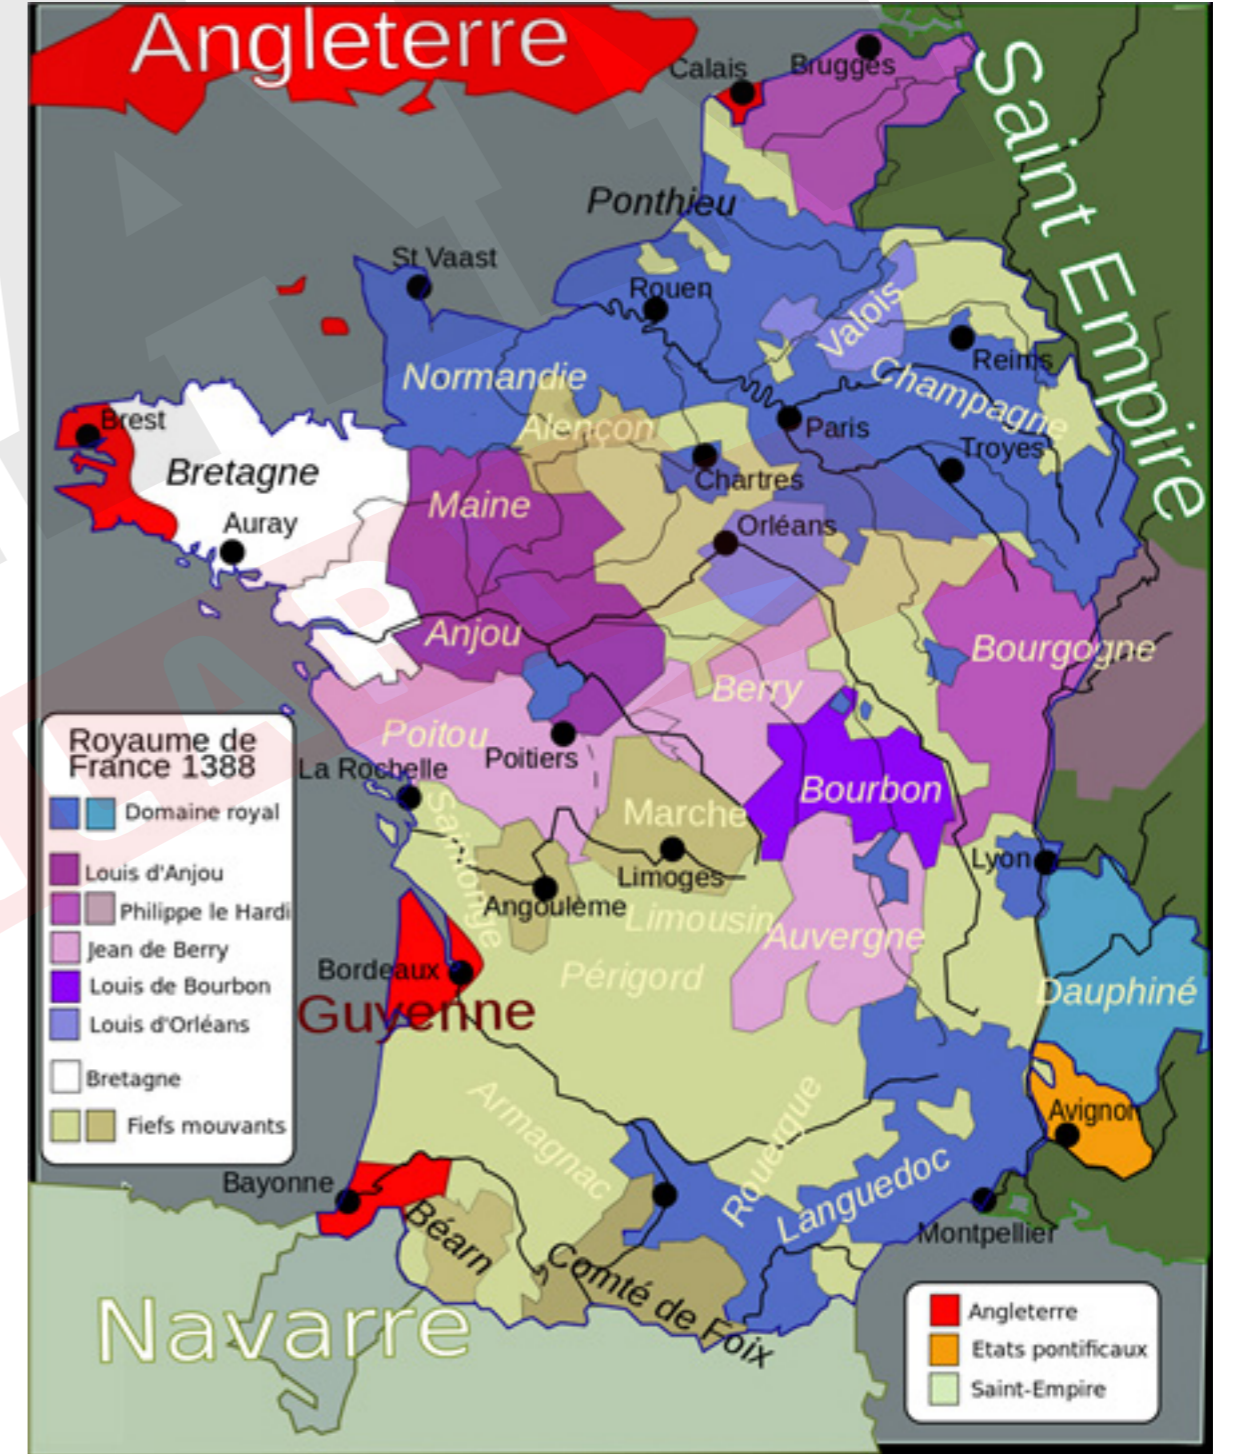 Angleterre
Saint Empire
Calais
Brugges
Ponthieu
St Vaast
Rouen
Valois
Reims
Normandie
Champagne
Brest
Alençon
Paris
Troyes
Bretagne
Chartres
Maine
Auray
Orléans
Anjou
Bourgogne
Berry
Poitou
Poitiers
La Rochelle
Bourbon
Saintonge
Marche
Lyon
Limoges
Angoulème
Limousin
Auvergne
Bordeaux
Périgord
Dauphiné
Guyenne
Armagnac
Rouergue
Avignon
Languedoc
Bayonne
Béarn
Montpellier
Comté de Foix
Navarre
Royaume de
France 1388
Domaine royal
Louis d'Anjou
Philippe le Hardi
Jean de Berry
Louis de Bourbon
Louis d'Orléans
Bretagne
Fiefs mouvants
Angleterre
Etats pontificaux
Saint-Empire